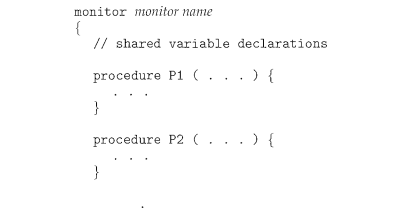 monitor monitor name
{
// shared variable declarations
procedure P1 ( . . . ) {
. . .
}
procedure P2 ( . . . ) {
. . .
}
.